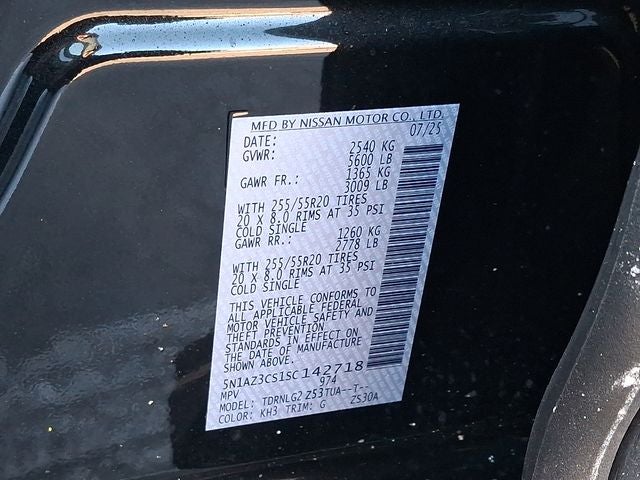 MFD BY NISSAN MOTOR CO., LTD.
DATE: 07/25
GVWR: 2540 KG
5600 LB
GAWR FR.: 1365 KG
3009 LB
WITH 255/55R20 TIRES
20 X 8.0 RIMS AT 35 PSI
COLD SINGLE
GAWR RR.: 1260 KG
2778 LB
WITH 255/55R20 TIRES
20 X 8.0 RIMS AT 35 PSI
COLD SINGLE
THIS VEHICLE CONFORMS TO
ALL APPLICABLE FEDERAL
MOTOR VEHICLE SAFETY AND
THEFT PREVENTION
STANDARDS IN EFFECT ON
THE DATE OF MANUFACTURE
SHOWN ABOVE.
5N1AZ3CS1SC142718
MPV 974
MODEL: TDRNLG2 Z53TUA--T--
COLOR: KH3 TRIM: G ZS30A